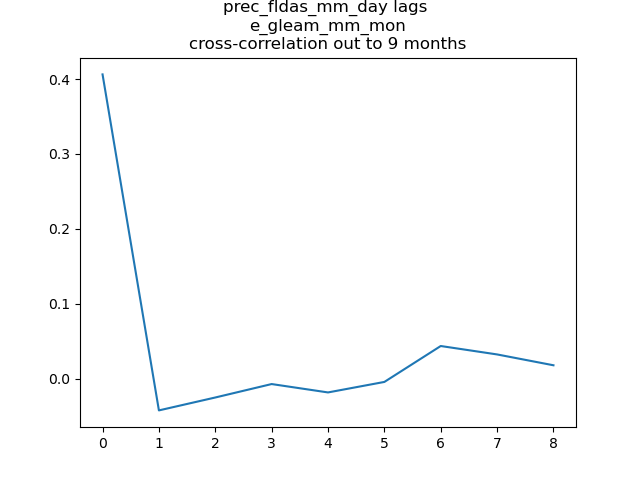 prec_fldas_mm_day lags
e_gleam_mm_mon
cross-correlation out to 9 months
0.4
0.3
0.2
0.1
0.0
0 1 2 3 4 5 6 7 8